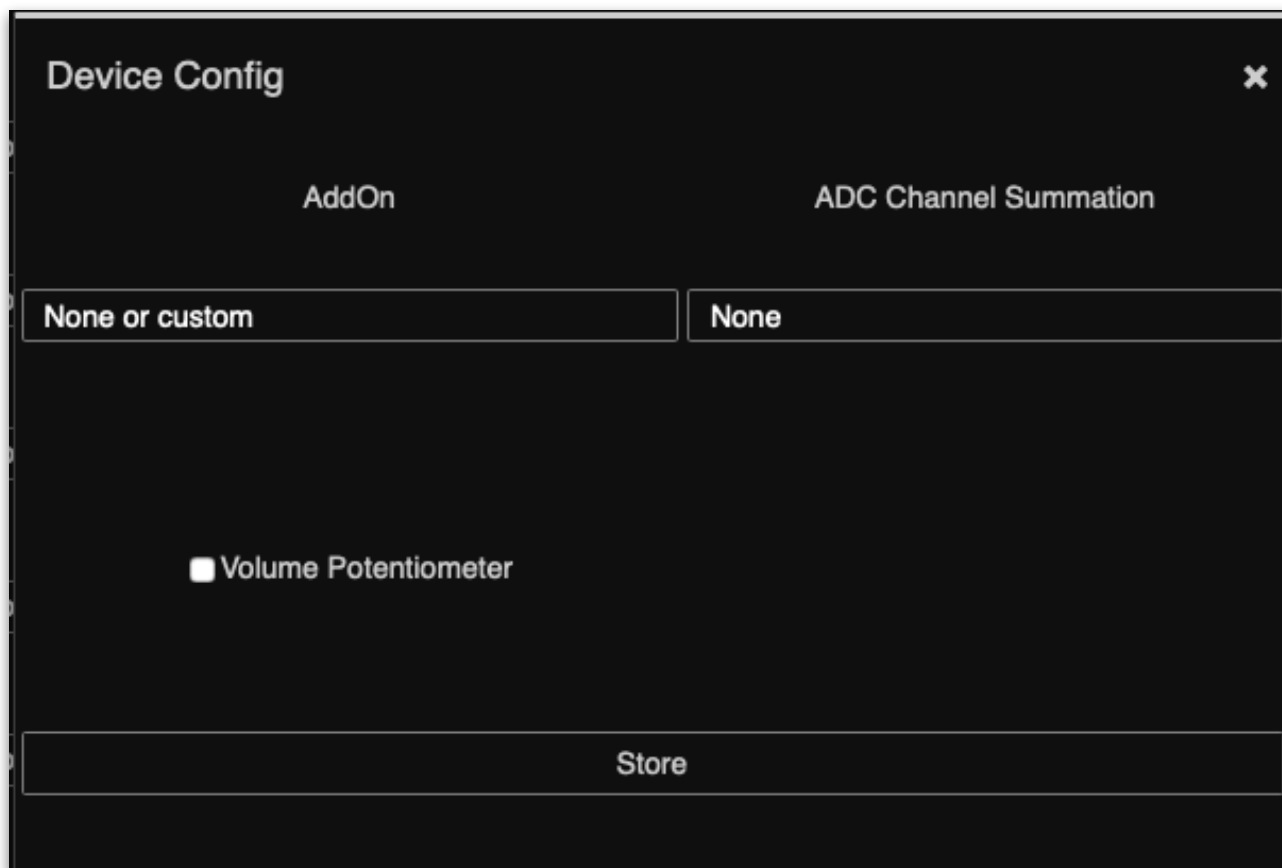 Device Config
AddOn
ADC Channel Summation
None or custom
None
Volume Potentiometer
Store